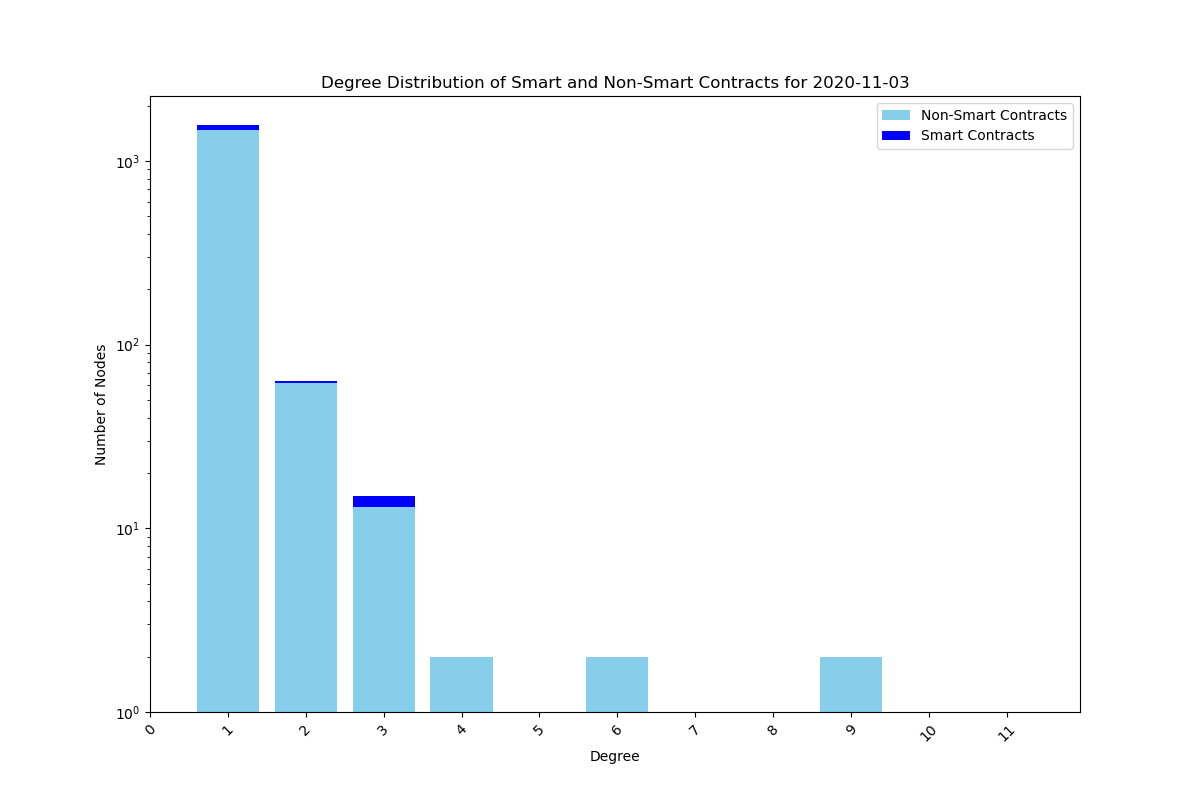 Degree Distribution of Smart and Non-Smart Contracts for 2020-11-03
Non-Smart Contracts
Smart Contracts
Number of Nodes
10³
10²
10¹
10⁰
0 1 2 3 4 5 6 7 8 9 10 11
Degree